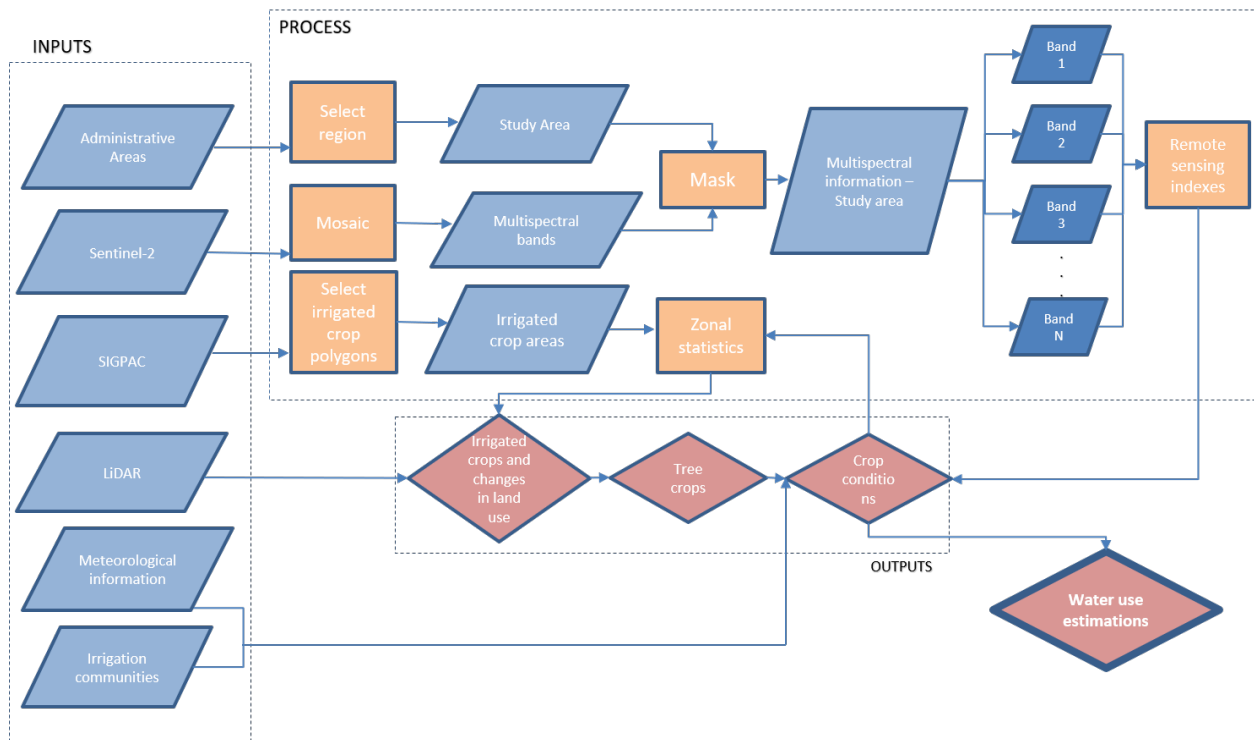 PROCESS
INPUTS
Administrative
Areas
Select
region
Study Area
Mask
Multispectral
information –
Study area
Band
1
Band
2
Band
3
.
.
.
.
Band
N
Remote
sensing
indexes
Sentinel-2
Mosaic
Multispectral
bands
SIGPAC
Select
irrigated
crop
polygons
Irrigated
crop areas
Zonal
statistics
LiDAR
Irrigated
crops and
changes
in land
use
Tree
crops
Crop
conditio
ns
OUTPUTS
Meteorological
information
Irrigation
communities
Water use
estimations